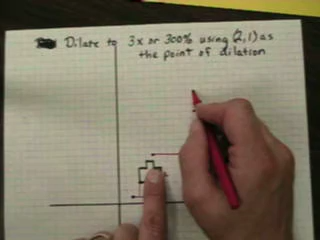 Dilate to 3x or 300% using (2,1) as
the point of dilation